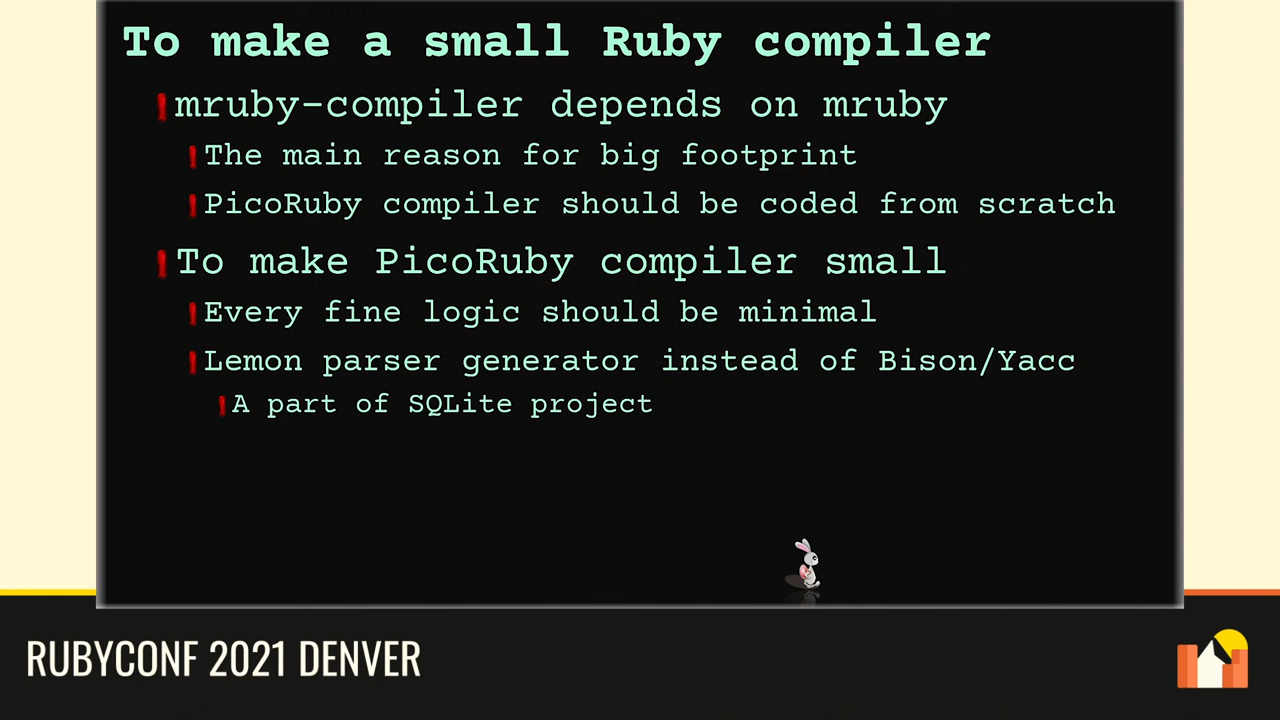 To make a small Ruby compiler
mruby-compiler depends on mruby
The main reason for big footprint
PicoRuby compiler should be coded from scratch
To make PicoRuby compiler small
Every fine logic should be minimal
Lemon parser generator instead of Bison/Yacc
A part of SQLite project
RUBYCONF 2021 DENVER